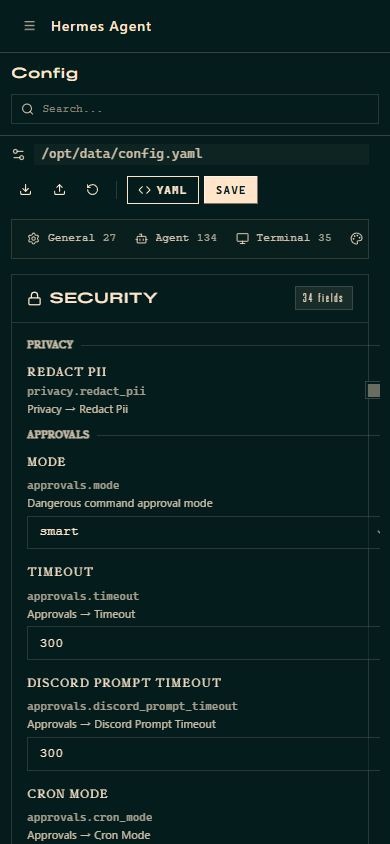 Hermes Agent
Config
Search...
/opt/data/config.yaml
YAML
SAVE
General 27
Agent 134
Terminal 35
SECURITY
34 fields
PRIVACY
REDACT PII
privacy.redact_pii
Privacy → Redact Pii
APPROVALS
MODE
approvals.mode
Dangerous command approval mode
smart
TIMEOUT
approvals.timeout
Approvals → Timeout
300
DISCORD PROMPT TIMEOUT
approvals.discord_prompt_timeout
Approvals → Discord Prompt Timeout
300
CRON MODE
approvals.cron_mode
Approvals → Cron Mode